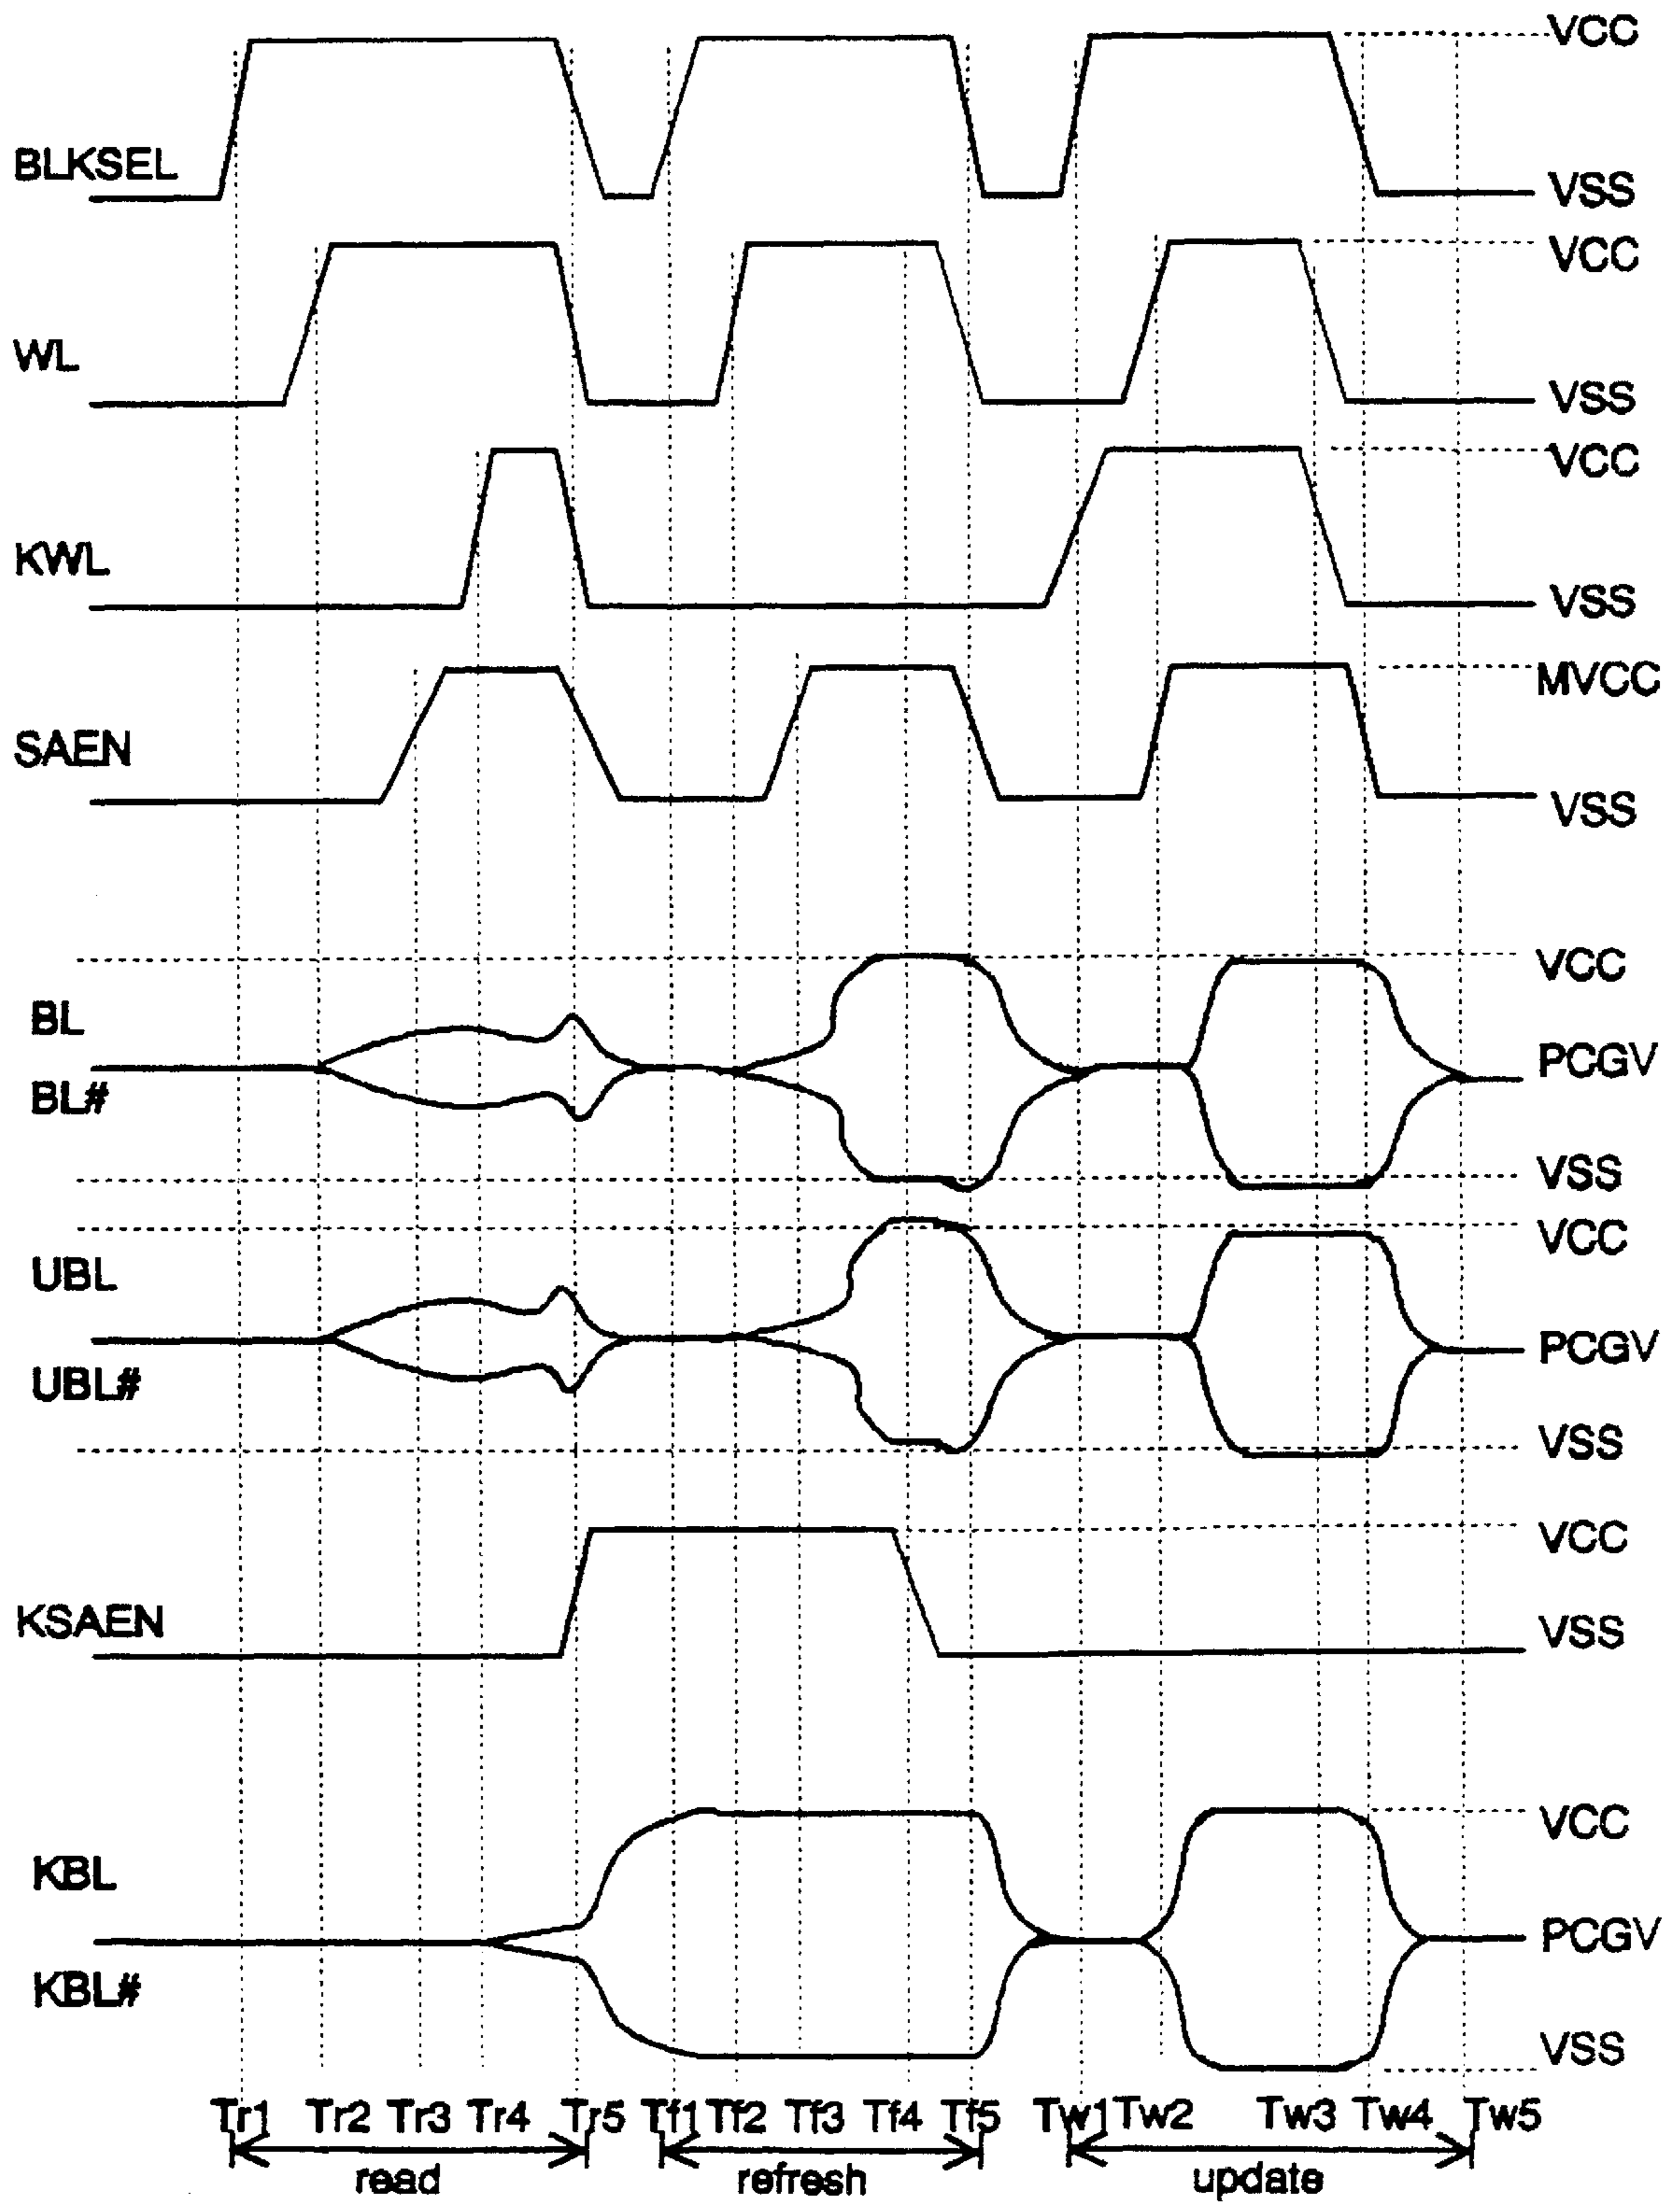 VCC
BLKSEL
VSS
VCC
WL
VSS
VCC
KWL
VSS
MVCC
SAEN
VSS
VCC
BL
PCGV
BL#
VSS
VCC
UBL
PCGV
UBL#
VSS
VCC
KSAEN
VSS
VCC
KBL
PCGV
KBL#
VSS
Tr1 Tr2 Tr3 Tr4 Tr5 Tf1 Tf2 Tf3 Tf4 Tf5 Tw1 Tw2 Tw3 Tw4 Tw5
read refresh update